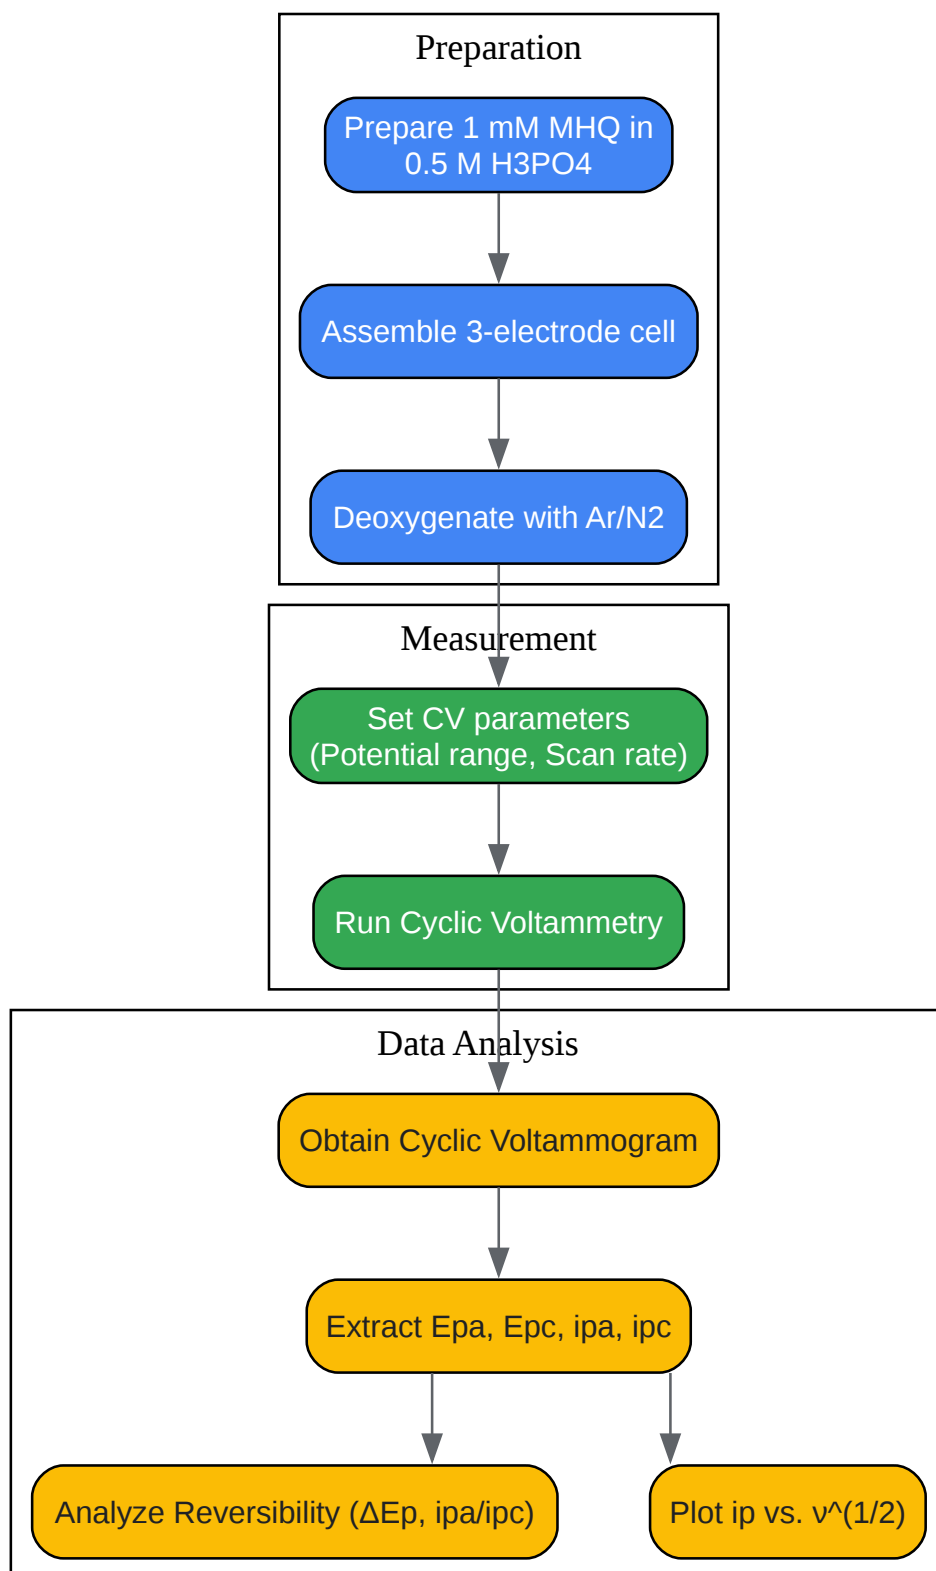 Preparation
Prepare 1 mM MHQ in
0.5 M H3PO4
Assemble 3-electrode cell
Deoxygenate with Ar/N2
Measurement
Set CV parameters
(Potential range, Scan rate)
Run Cyclic Voltammetry
Data Analysis
Obtain Cyclic Voltammogram
Extract Epa, Epc, ipa, ipc
Analyze Reversibility (ΔEp, ipa/ipc)
Plot ip vs. ν^(1/2)